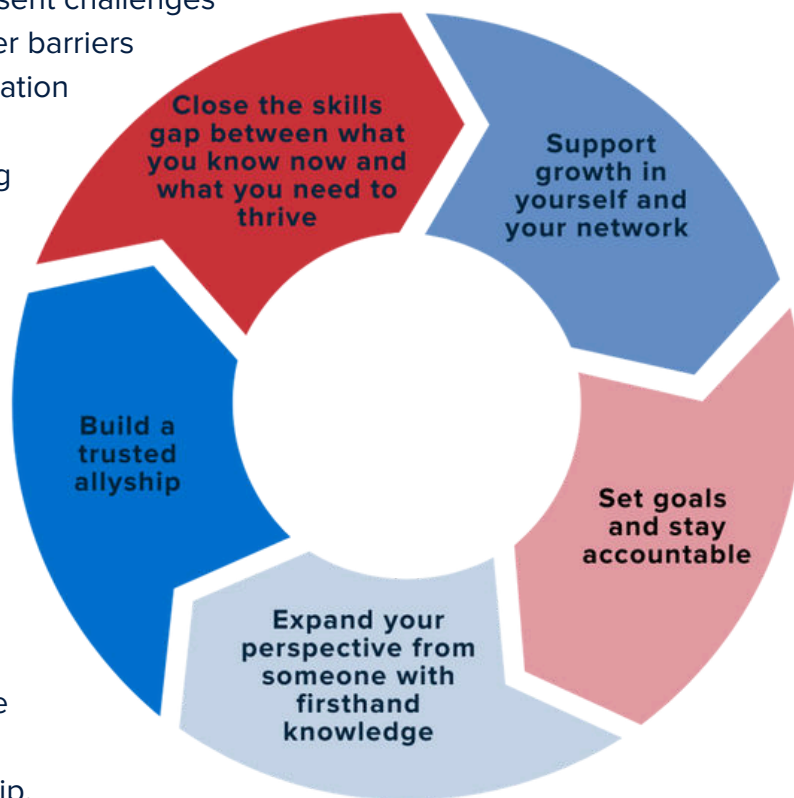 sent challenges
er barriers
ation
g
e
ip
Close the skills
gap between what
you know now and
what you need to
thrive
Support
growth in
yourself and
your network
Set goals
and stay
accountable
Expand your
perspective from
someone with
firsthand
knowledge
Build a
trusted
allyship